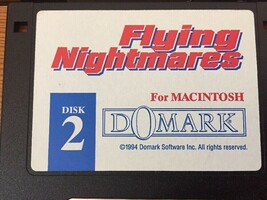 Flying
Nightmares
For MACINTOSH
DISK
2
DOMARK
©1994 Domark Software Inc. All rights reserved.